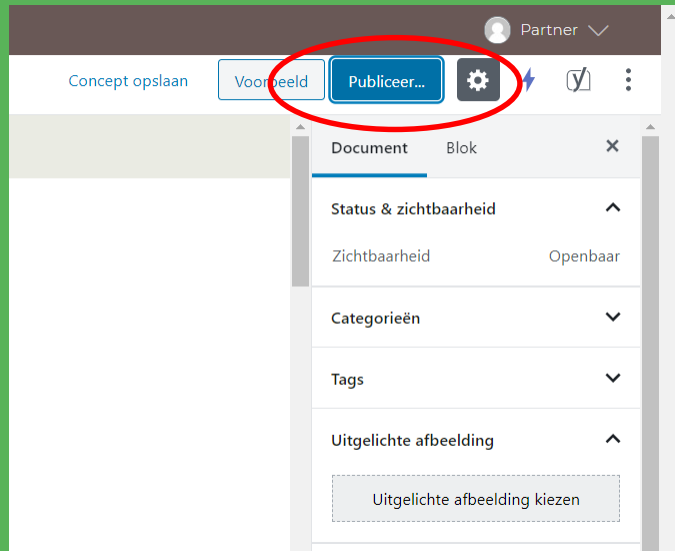 Partner
Concept opslaan Voorbeeld Publiceer...
Document Blok
Status & zichtbaarheid
Zichtbaarheid Openbaar
Categorieën
Tags
Uitgelichte afbeelding
Uitgelichte afbeelding kiezen